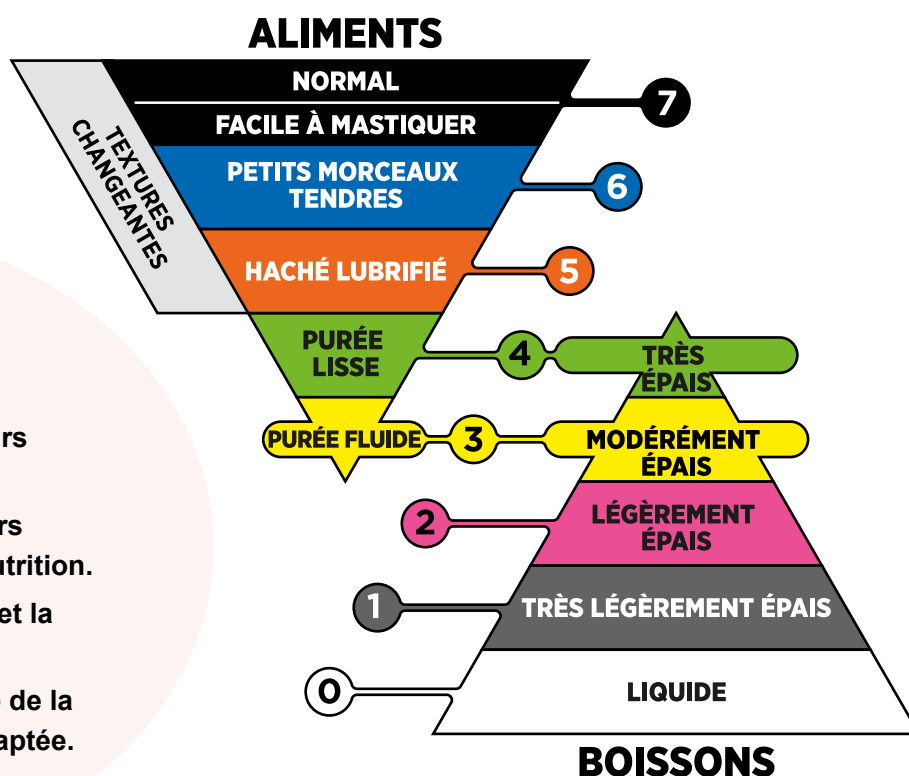 ALIMENTS
NORMAL
FACILE À MASTIQUER
7
TEXTURES
CHANGEANTES
PETITS MORCEAUX
TENDRES
6
HACHÉ LUBRIFIÉ
5
PURÉE
LISSE
4
TRÈS
ÉPAIS
PURÉE FLUIDE
3
MODÉRÉMENT
ÉPAIS
2
LÉGÈREMENT
ÉPAIS
1
TRÈS LÉGÈREMENT ÉPAIS
0
LIQUIDE
BOISSONS
rs
rs
utrition.
et la
de la
aptée.